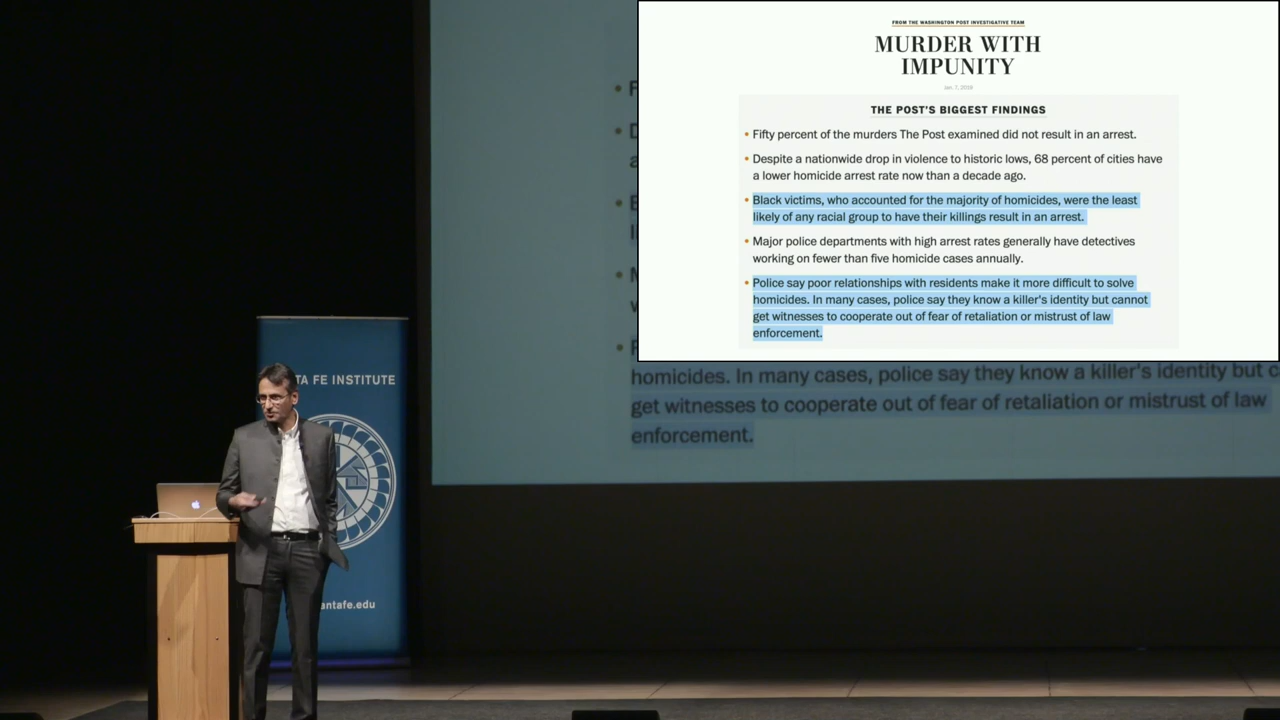 FROM THE WASHINGTON POST INVESTIGATIVE TEAM
MURDER WITH
IMPUNITY
Jan. 7, 2019
THE POST'S BIGGEST FINDINGS
• Fifty percent of the murders The Post examined did not result in an arrest.
• Despite a nationwide drop in violence to historic lows, 68 percent of cities have
a lower homicide arrest rate now than a decade ago.
• Black victims, who accounted for the majority of homicides, were the least
likely of any racial group to have their killings result in an arrest.
• Major police departments with high arrest rates generally have detectives
working on fewer than five homicide cases annually.
• Police say poor relationships with residents make it more difficult to solve
homicides. In many cases, police say they know a killer's identity but cannot
get witnesses to cooperate out of fear of retaliation or mistrust of law
enforcement.
homicides. In many cases, police say they know a killer's identity but c
get witnesses to cooperate out of fear of retaliation or mistrust of law
enforcement.
TA FE INSTITUTE
antafe.edu